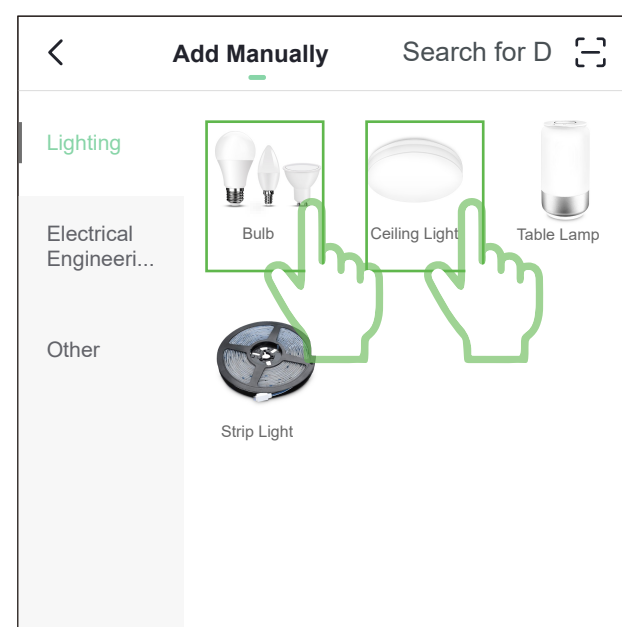 Add Manually
Search for D
Lighting
Bulb
Ceiling Light
Table Lamp
Electrical
Engineeri...
Other
Strip Light